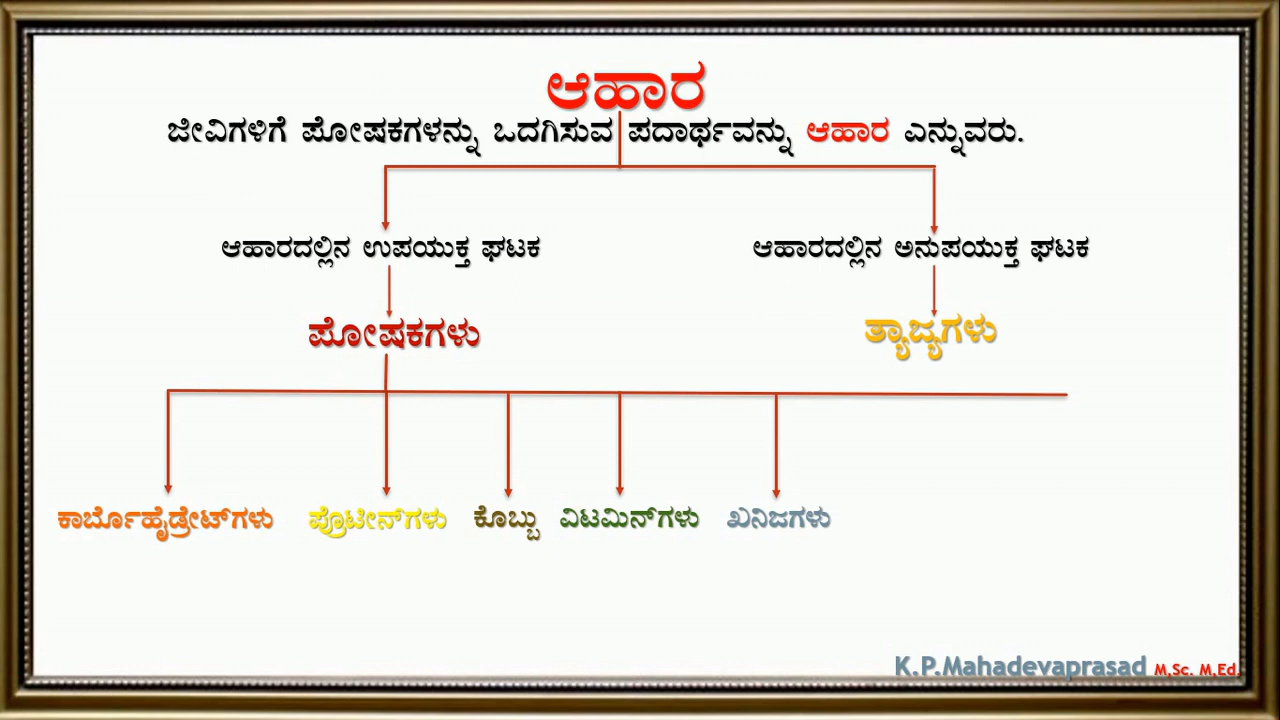 ಆಹಾರ
ಜೀವಿಗಳಿಗೆ ಪೋಷಕಗಳನ್ನು ಒದಗಿಸುವ ಪದಾರ್ಥವನ್ನು ಆಹಾರ ಎನ್ನುವರು.
ಆಹಾರದಲ್ಲಿನ ಉಪಯುಕ್ತ ಘಟಕ ಆಹಾರದಲ್ಲಿನ ಅನುಪಯುಕ್ತ ಘಟಕ
ಪೋಷಕಗಳು ತ್ಯಾಜ್ಯಗಳು
ಕಾರ್ಬೊಹೈಡ್ರೇಟ್‌ಗಳು ಪ್ರೊಟೀನ್‌ಗಳು ಕೊಬ್ಬು ವಿಟಮಿನ್‌ಗಳು ಖನಿಜಗಳು
K.P.Mahadevaprasad M,Sc. M,Ed.